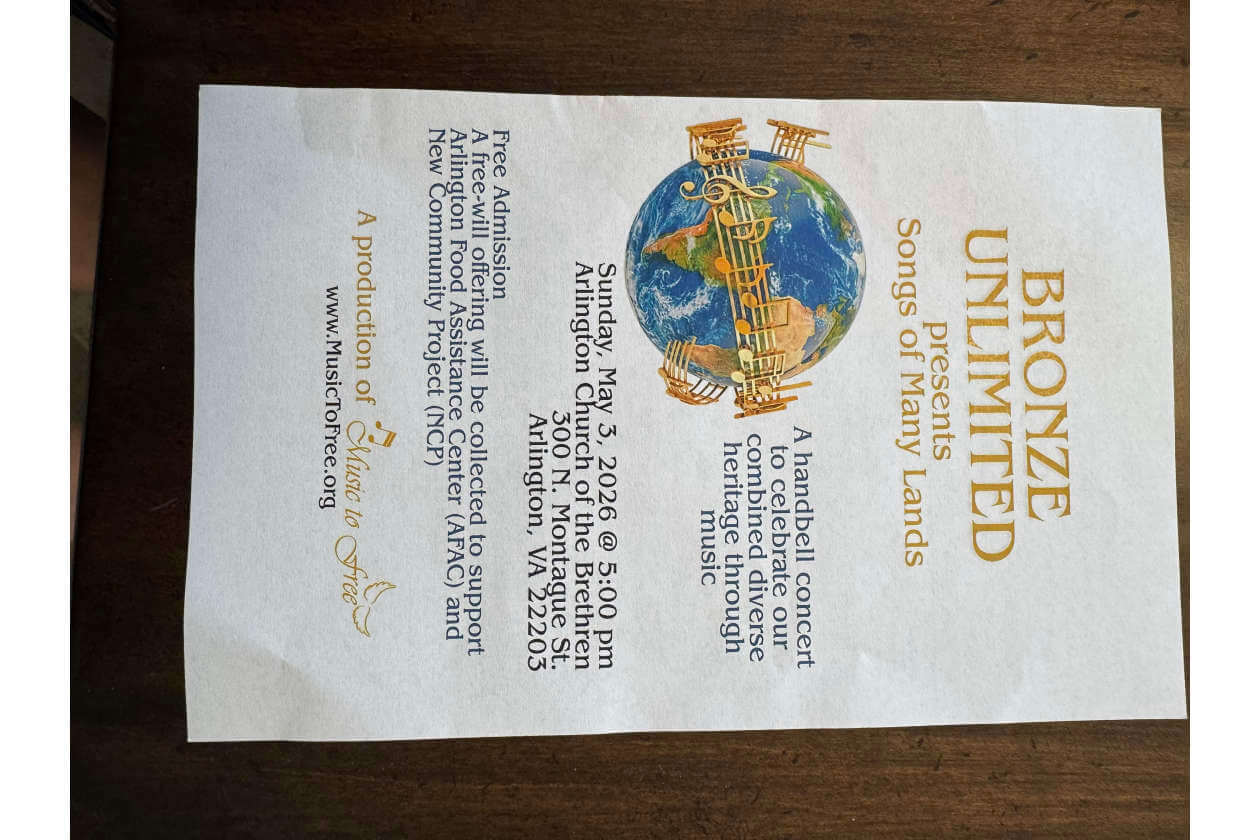 BRONZE
UNLIMITED
presents
Songs of Many Lands
A handbell concert
to celebrate our
combined diverse
heritage through
music
Sunday, May 3, 2026 @ 5:00 pm
Arlington Church of the Brethren
300 N. Montague St.
Arlington, VA 22203
Free Admission
A free-will offering will be collected to support
Arlington Food Assistance Center (AFAC) and
New Community Project (NCP)
A production of Music to Free
www.MusicToFree.org